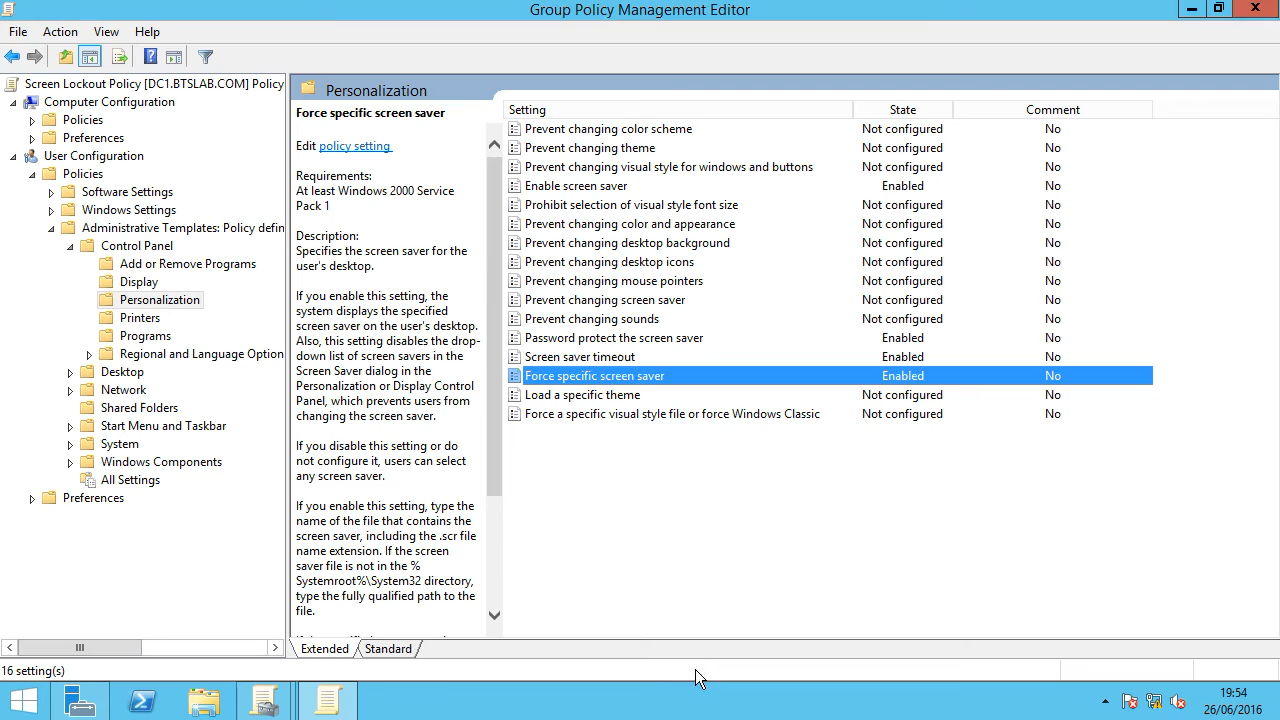 Group Policy Management Editor
File Action View Help
Screen Lockout Policy [DC1.BTSLAB.COM] Policy
Computer Configuration
Policies
Preferences
User Configuration
Policies
Software Settings
Windows Settings
Administrative Templates: Policy defin
Control Panel
Add or Remove Programs
Display
Personalization
Printers
Programs
Regional and Language Option
Desktop
Network
Shared Folders
Start Menu and Taskbar
System
Windows Components
All Settings
Preferences
Personalization
Force specific screen saver
Edit policy setting
Requirements:
At least Windows 2000 Service
Pack 1
Description:
Specifies the screen saver for the
user's desktop.
If you enable this setting, the
system displays the specified
screen saver on the user's desktop.
Also, this setting disables the drop-
down list of screen savers in the
Screen Saver dialog in the
Personalization or Display Control
Panel, which prevents users from
changing the screen saver.
If you disable this setting or do
not configure it, users can select
any screen saver.
If you enable this setting, type the
name of the file that contains the
screen saver, including the .scr file
name extension. If the screen
saver file is not in the %
Systemroot%\System32 directory,
type the fully qualified path to the
file.
Setting State Comment
Prevent changing color scheme Not configured No
Prevent changing theme Not configured No
Prevent changing visual style for windows and buttons Not configured No
Enable screen saver Enabled No
Prohibit selection of visual style font size Not configured No
Prevent changing color and appearance Not configured No
Prevent changing desktop background Not configured No
Prevent changing desktop icons Not configured No
Prevent changing mouse pointers Not configured No
Prevent changing screen saver Not configured No
Prevent changing sounds Not configured No
Password protect the screen saver Enabled No
Screen saver timeout Enabled No
Force specific screen saver Enabled No
Load a specific theme Not configured No
Force a specific visual style file or force Windows Classic Not configured No
Extended Standard
16 setting(s)
19:54
26/06/2016